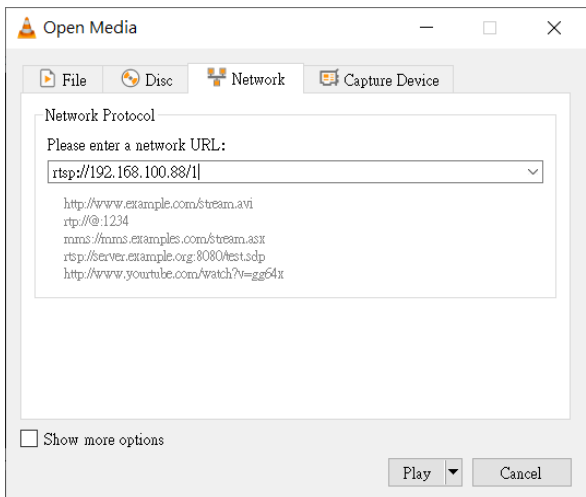 Open Media
File Disc Network Capture Device
Network Protocol
Please enter a network URL:
rtsp://192.168.100.88/1
http://www.example.com/stream.avi
rtp://@:1234
mms://mms.examples.com/stream.asx
rtsp://server.example.org:8080/test.sdp
http://www.yourtube.com/watch?v=gg64x
Show more options
Play Cancel